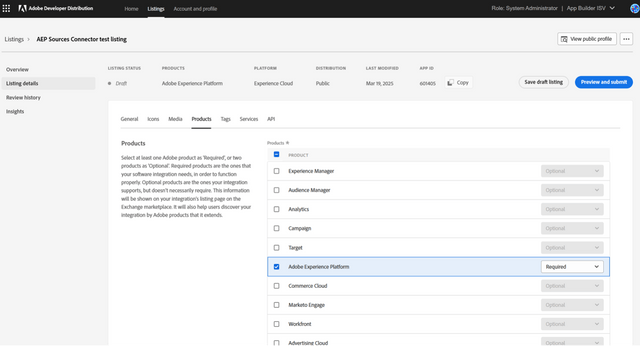 Adobe Developer Distribution
Home
Listings
Account and profile
Role: System Administrator | App Builder ISV
Listings > AEP Sources Connector test listing
View public profile
Overview
Listing details
Review history
Insights
LISTING STATUS
Draft
PRODUCTS
Adobe Experience Platform
PLATFORM
Experience Cloud
DISTRIBUTION
Public
LAST MODIFIED
Mar 19, 2025
APP ID
601405
Copy
Save draft listing
Preview and submit
General
Icons
Media
Products
Tags
Services
API
Products
Select at least one Adobe product as 'Required', or two
products as 'Optional'. Required products are the ones that
your software integration needs, in order to function
properly. Optional products are the ones your integration
supports, but doesn't necessarily require. This information
will be shown on your integration's listing page on the
Exchange marketplace. It will also help users discover your
integration by Adobe products that it extends.
Products *
PRODUCT
Experience Manager Optional
Audience Manager Optional
Analytics Optional
Campaign Optional
Target Optional
Adobe Experience Platform Required
Commerce Cloud Optional
Marketo Engage Optional
Workfront Optional
Advertising Cloud Optional